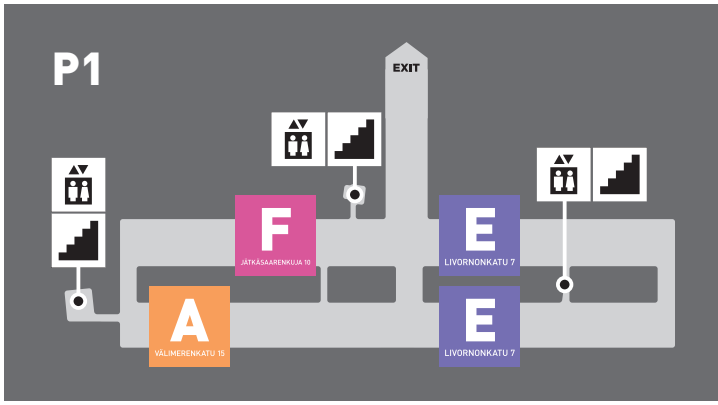 P1
EXIT
F
JÄTKÄSAARENKUJA 10
E
LIVORNONKATU 7
A
VÄLIMERENKATU 15
E
LIVORNONKATU 7